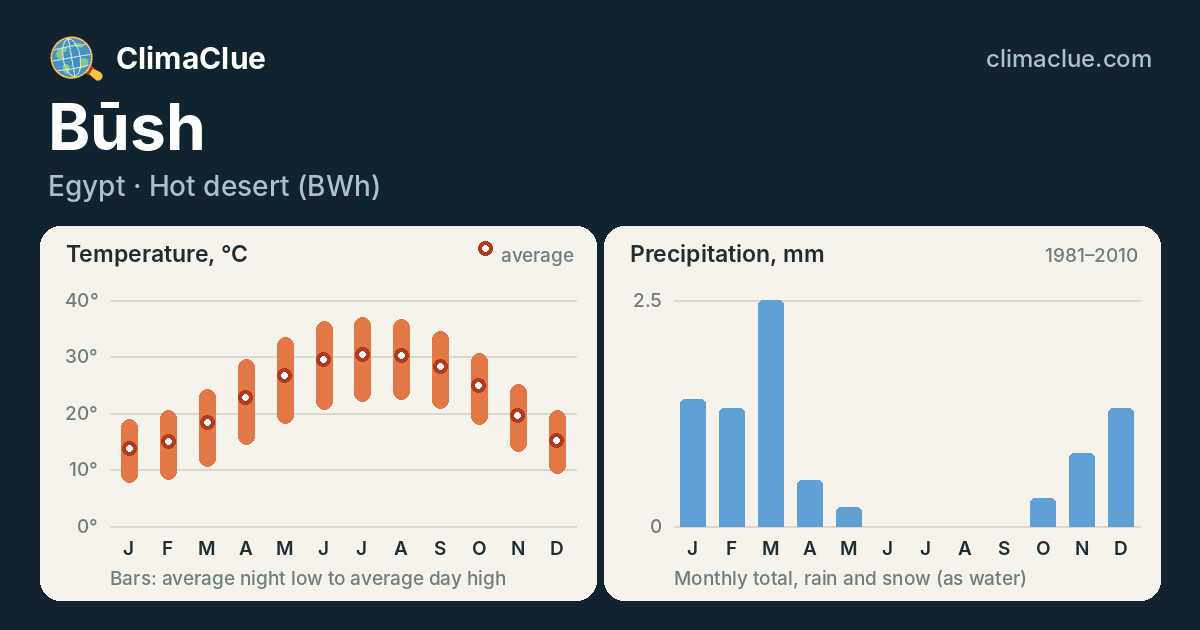 ClimaClue
climaclue.com
Būsh
Egypt · Hot desert (BWh)
Temperature, °C
average
40°
30°
20°
10°
0°
J F M A M J J A S O N D
Bars: average night low to average day high
Precipitation, mm
1981–2010
2.5
0
J F M A M J J A S O N D
Monthly total, rain and snow (as water)